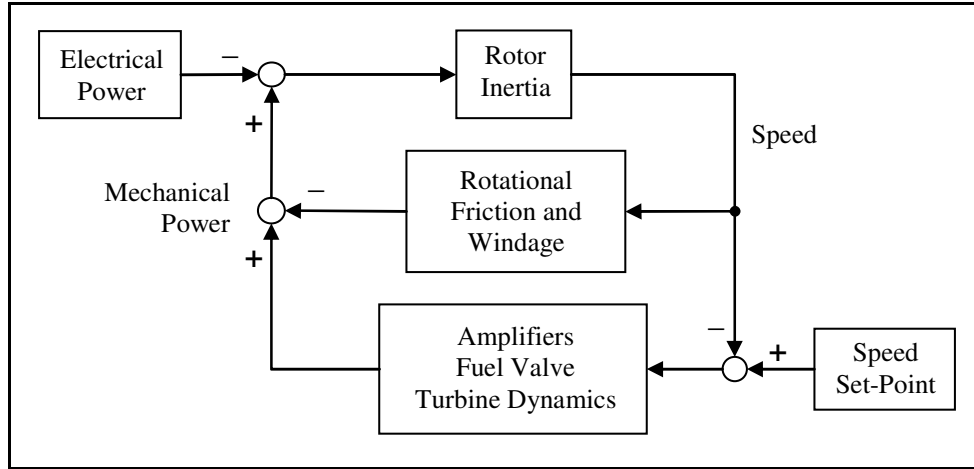 Electrical
Power
−
+
Rotor
Inertia
Speed
Mechanical
Power
−
+
Rotational
Friction and
Windage
Amplifiers
Fuel Valve
Turbine Dynamics
−
+
Speed
Set-Point